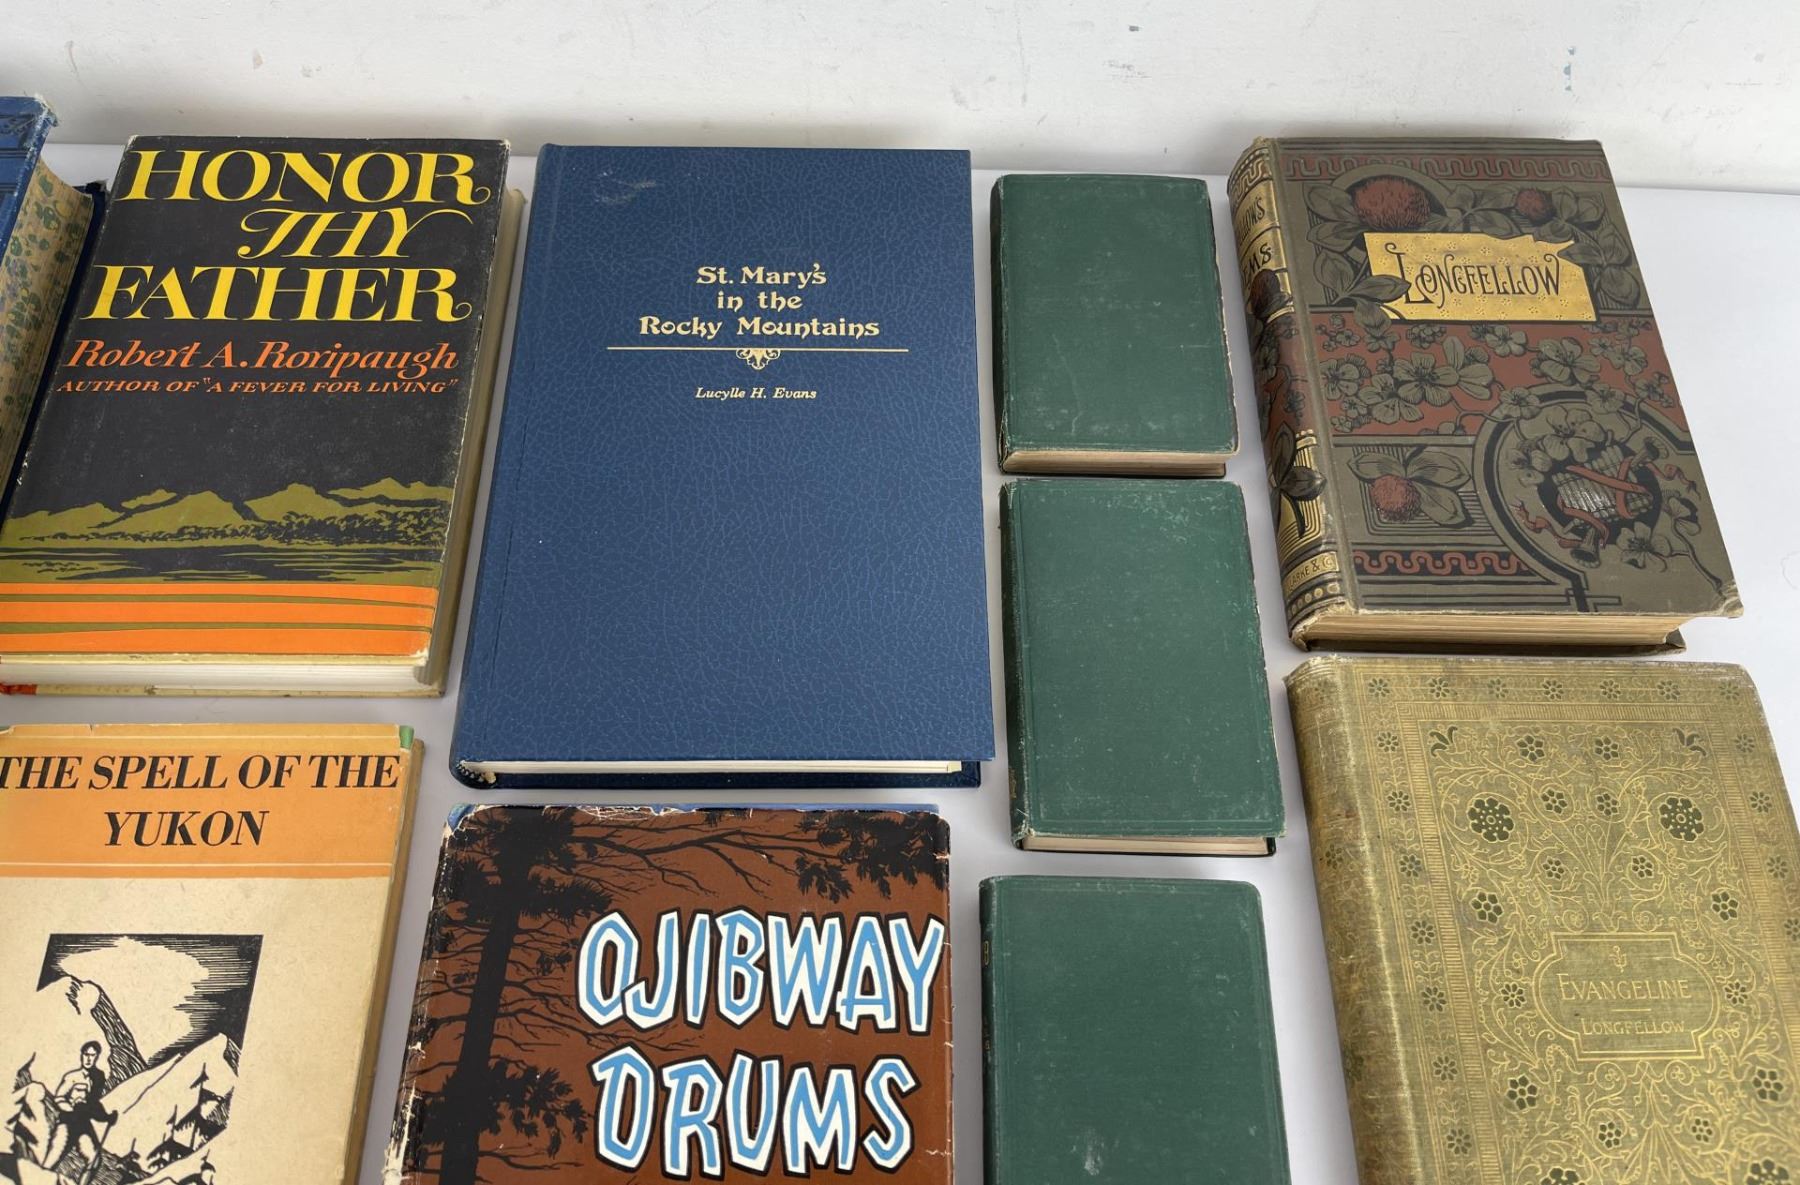 HONOR
THY
FATHER
Robert A. Roripaugh
AUTHOR OF "A FEVER FOR LIVING"
St. Mary's
in the
Rocky Mountains
Lucylle H. Evans
LONGFELLOW
THE SPELL OF THE
YUKON
OJIBWAY
DRUMS
EVANGELINE
LONGFELLOW